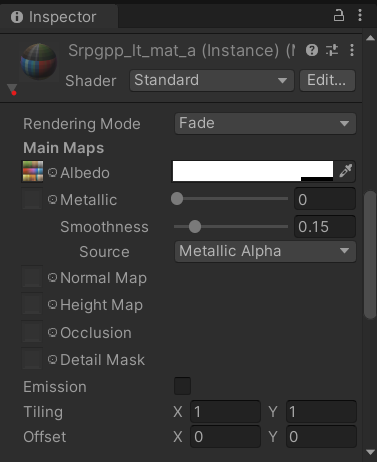 Inspector
Srpgpp_lt_mat_a (Instance) (
Shader Standard Edit...
Rendering Mode Fade
Main Maps
Albedo
Metallic 0
Smoothness 0.15
Source Metallic Alpha
Normal Map
Height Map
Occlusion
Detail Mask
Emission
Tiling X 1 Y 1
Offset X 0 Y 0